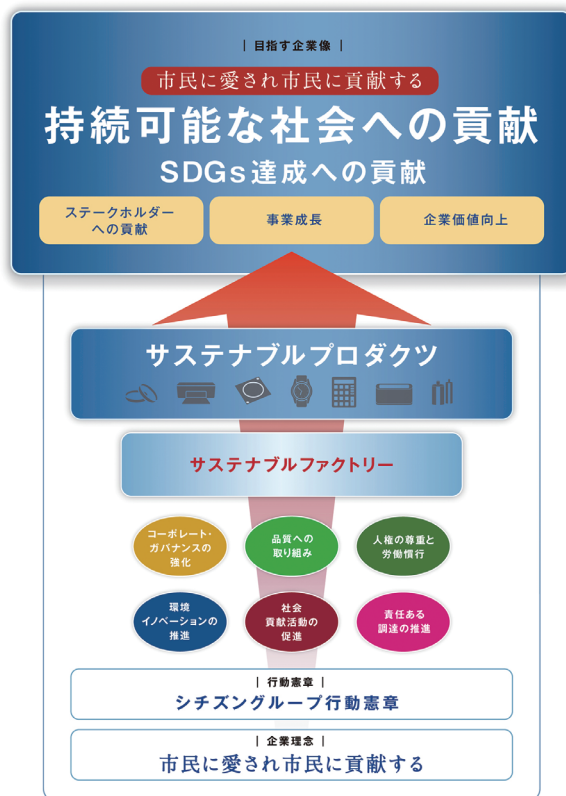 | 目指す企業像 |
市民に愛され市民に貢献する
持続可能な社会への貢献
SDGs達成への貢献
ステークホルダー
への貢献
事業成長
企業価値向上
サステナブルプロダクツ
サステナブルファクトリー
コーポレート・
ガバナンスの
強化
品質への
取り組み
人権の尊重と
労働慣行
環境
イノベーションの
推進
社会
貢献活動の
促進
責任ある
調達の推進
| 行動憲章 |
シチズングループ行動憲章
| 企業理念 |
市民に愛され市民に貢献する